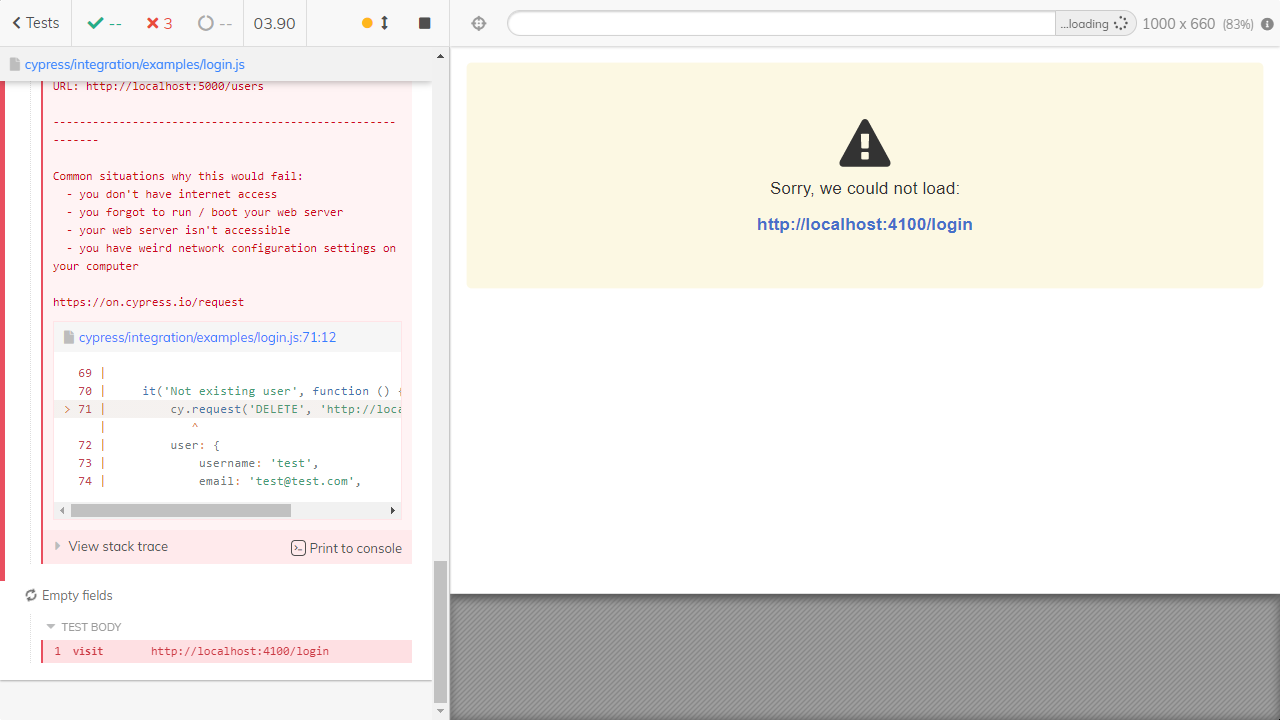 Tests -- 3 -- 03.90 ...loading 1000 x 660 (83%)
cypress/integration/examples/login.js
URL: http://localhost:5000/users
----------------------------------------------------
-------
Common situations why this would fail:
- you don't have internet access
- you forgot to run / boot your web server
- your web server isn't accessible
- you have weird network configuration settings on
your computer
https://on.cypress.io/request
cypress/integration/examples/login.js:71:12
69 |
70 | it('Not existing user', function () {
> 71 | cy.request('DELETE', 'http://loca
| ^
72 | user: {
73 | username: 'test',
74 | email: 'test@test.com',
View stack trace
Print to console
Empty fields
TEST BODY
1 visit http://localhost:4100/login
Sorry, we could not load:
http://localhost:4100/login